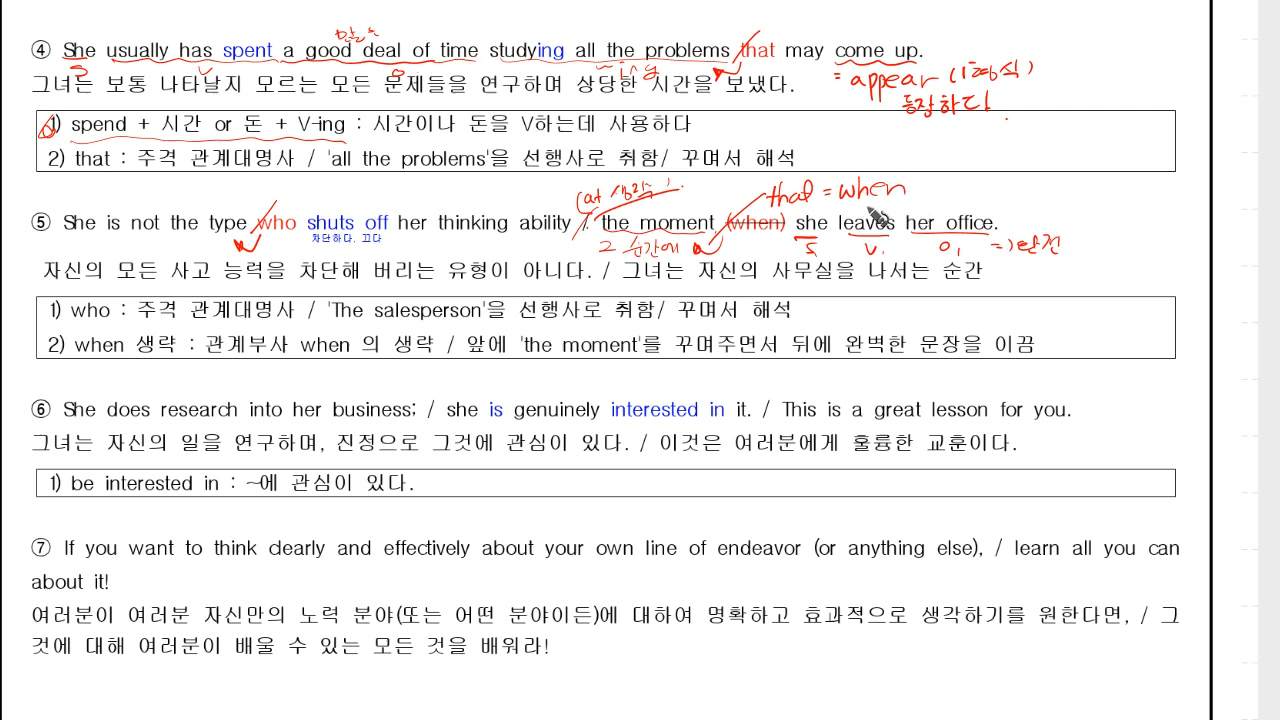 많은
④ She usually has spent a good deal of time studying all the problems that may come up.
S V O ~ing = appear (1형식)
그녀는 보통 나타날지 모르는 모든 문제들을 연구하며 상당한 시간을 보냈다.
등장하다.
1) spend + 시간 or 돈 + V-ing : 시간이나 돈을 V하는데 사용하다
2) that : 주격 관계대명사 / 'all the problems'을 선행사로 취함/ 꾸며서 해석
(at 생략) that = when
⑤ She is not the type who shuts off her thinking ability / the moment (when) she leaves her office.
차단하다. 끄다 그 순간에 S V O => 완전
자신의 모든 사고 능력을 차단해 버리는 유형이 아니다. / 그녀는 자신의 사무실을 나서는 순간
1) who : 주격 관계대명사 / 'The salesperson'을 선행사로 취함/ 꾸며서 해석
2) when 생략 : 관계부사 when 의 생략 / 앞에 'the moment'를 꾸며주면서 뒤에 완벽한 문장을 이끔
⑥ She does research into her business; / she is genuinely interested in it. / This is a great lesson for you.
그녀는 자신의 일을 연구하며, 진정으로 그것에 관심이 있다. / 이것은 여러분에게 훌륭한 교훈이다.
1) be interested in : ~에 관심이 있다.
⑦ If you want to think clearly and effectively about your own line of endeavor (or anything else), / learn all you can
about it!
여러분이 여러분 자신만의 노력 분야(또는 어떤 분야이든)에 대하여 명확하고 효과적으로 생각하기를 원한다면, / 그
것에 대해 여러분이 배울 수 있는 모든 것을 배워라!